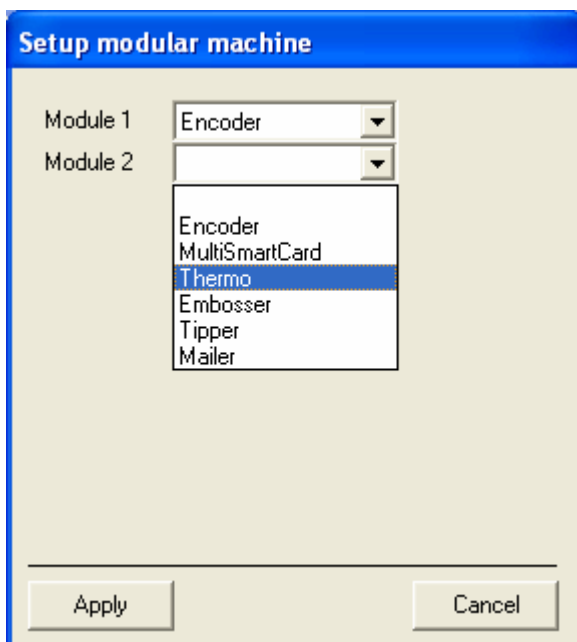 Setup modular machine
Module 1 Encoder
Module 2
Encoder
MultiSmartCard
Thermo
Embosser
Tipper
Mailer
Apply Cancel